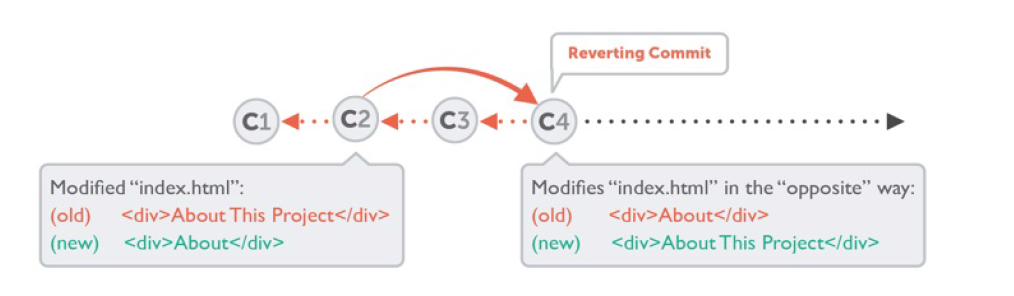 Reverting Commit
C1
C2
C3
C4
Modified “index.html”:
(old) <div>About This Project</div>
(new) <div>About</div>
Modifies “index.html” in the “opposite” way:
(old) <div>About</div>
(new) <div>About This Project</div>